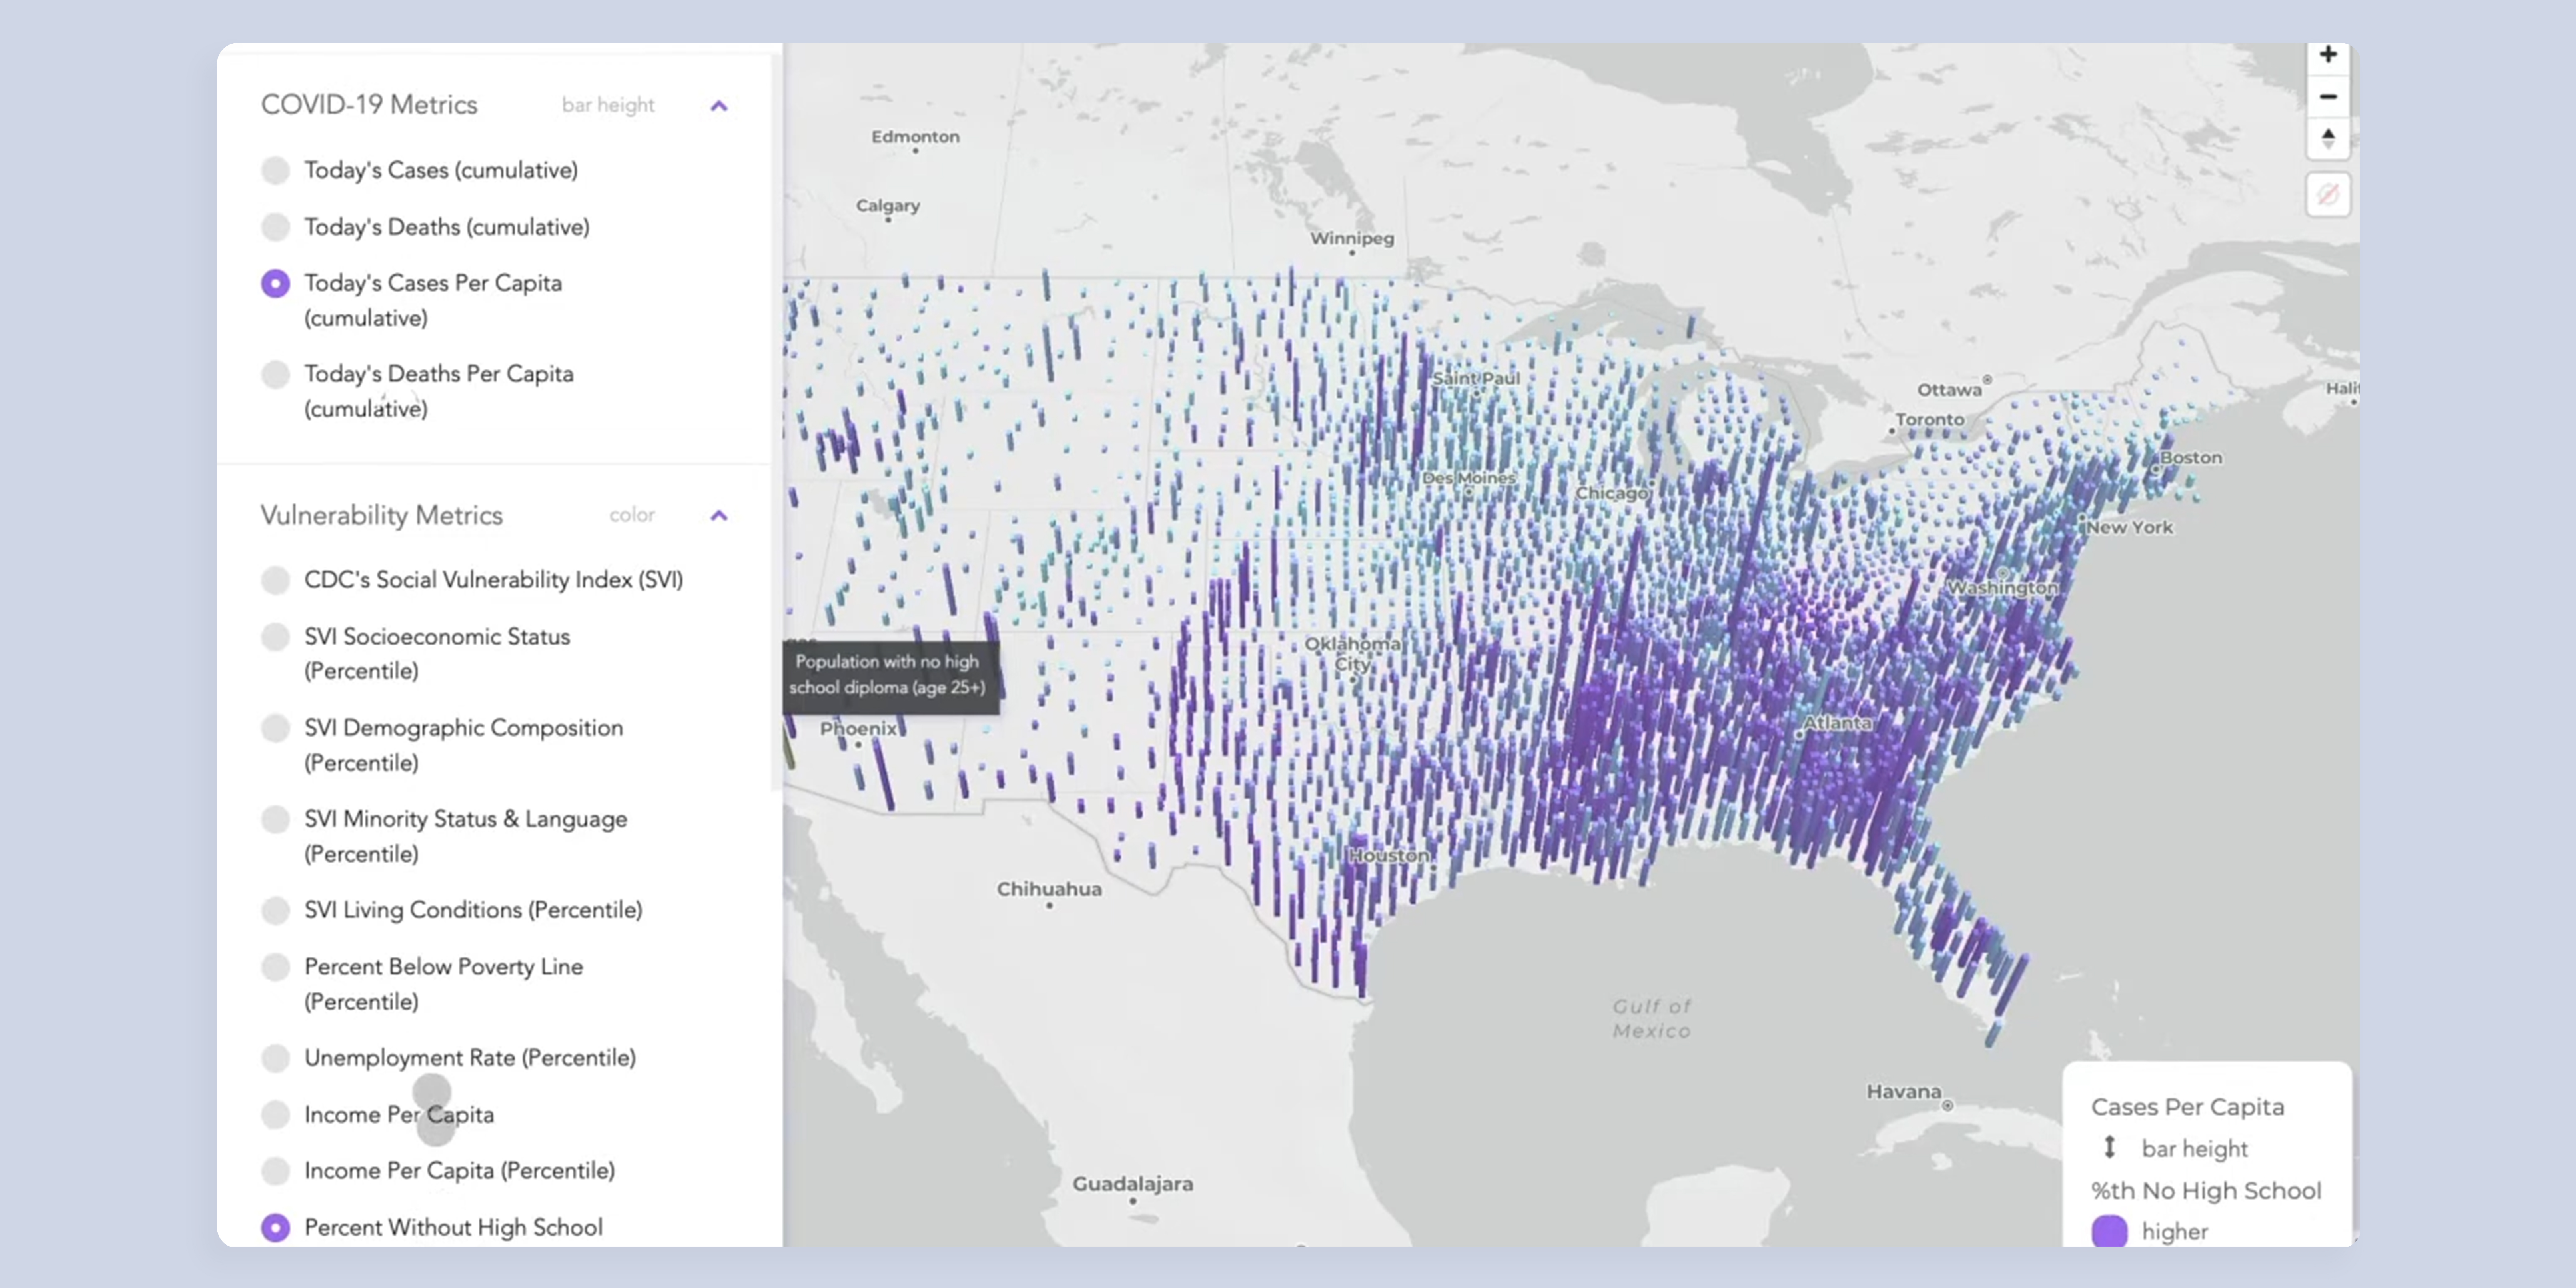 COVID-19 Metrics
bar height
Today's Cases (cumulative)
Today's Deaths (cumulative)
Today's Cases Per Capita
(cumulative)
Today's Deaths Per Capita
(cumulative)
Vulnerability Metrics
color
CDC's Social Vulnerability Index (SVI)
SVI Socioeconomic Status
(Percentile)
SVI Demographic Composition
(Percentile)
SVI Minority Status & Language
(Percentile)
SVI Living Conditions (Percentile)
Percent Below Poverty Line
(Percentile)
Unemployment Rate (Percentile)
Income Per Capita
Income Per Capita (Percentile)
Percent Without High School
Edmonton
Calgary
Winnipeg
Saint Paul
Ottawa
Toronto
Boston
Des Moines
Chicago
New York
Washington
Oklahoma
City
Population with no high
school diploma (age 25+)
Phoenix
Atlanta
Houston
Chihuahua
Gulf of
Mexico
Havana
Guadalajara
Cases Per Capita
bar height
%th No High School
higher